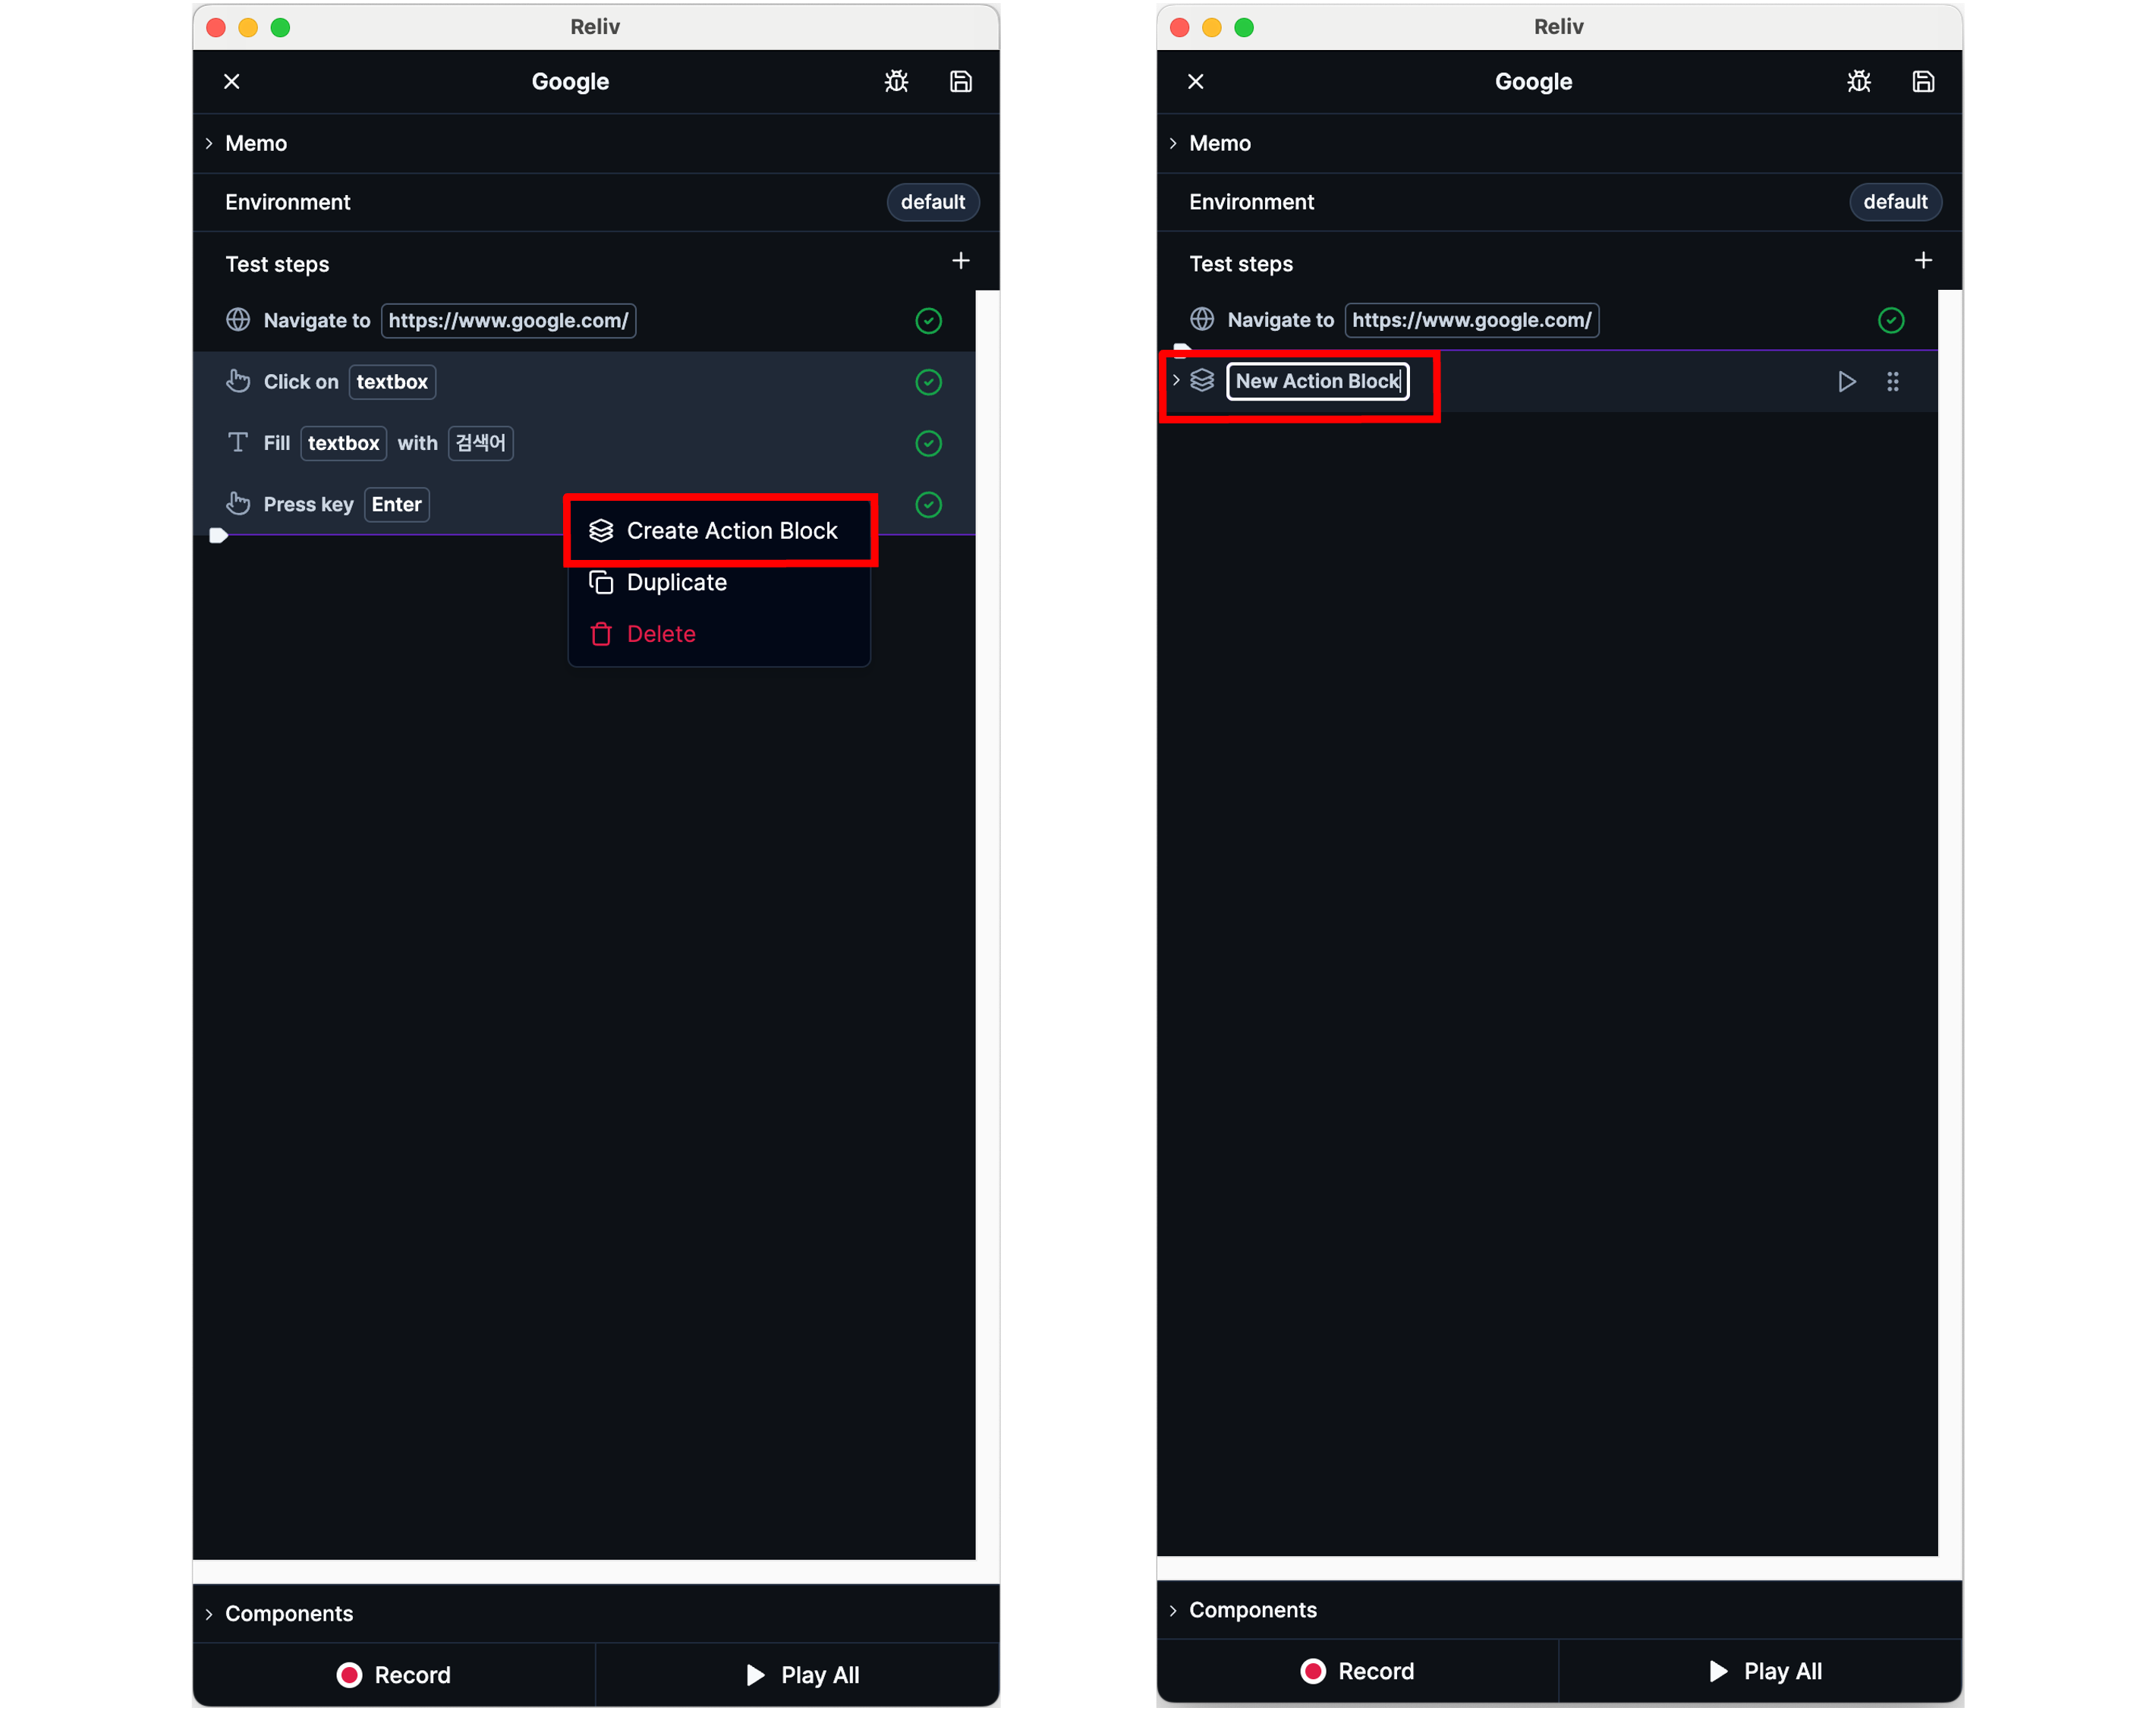 Reliv
Google
Memo
Environment default
Test steps
Navigate to https://www.google.com/
Click on textbox
Fill textbox with 검색어
Press key Enter
Create Action Block
Duplicate
Delete
Components
Record Play All
Reliv
Google
Memo
Environment default
Test steps
Navigate to https://www.google.com/
New Action Block
Components
Record Play All